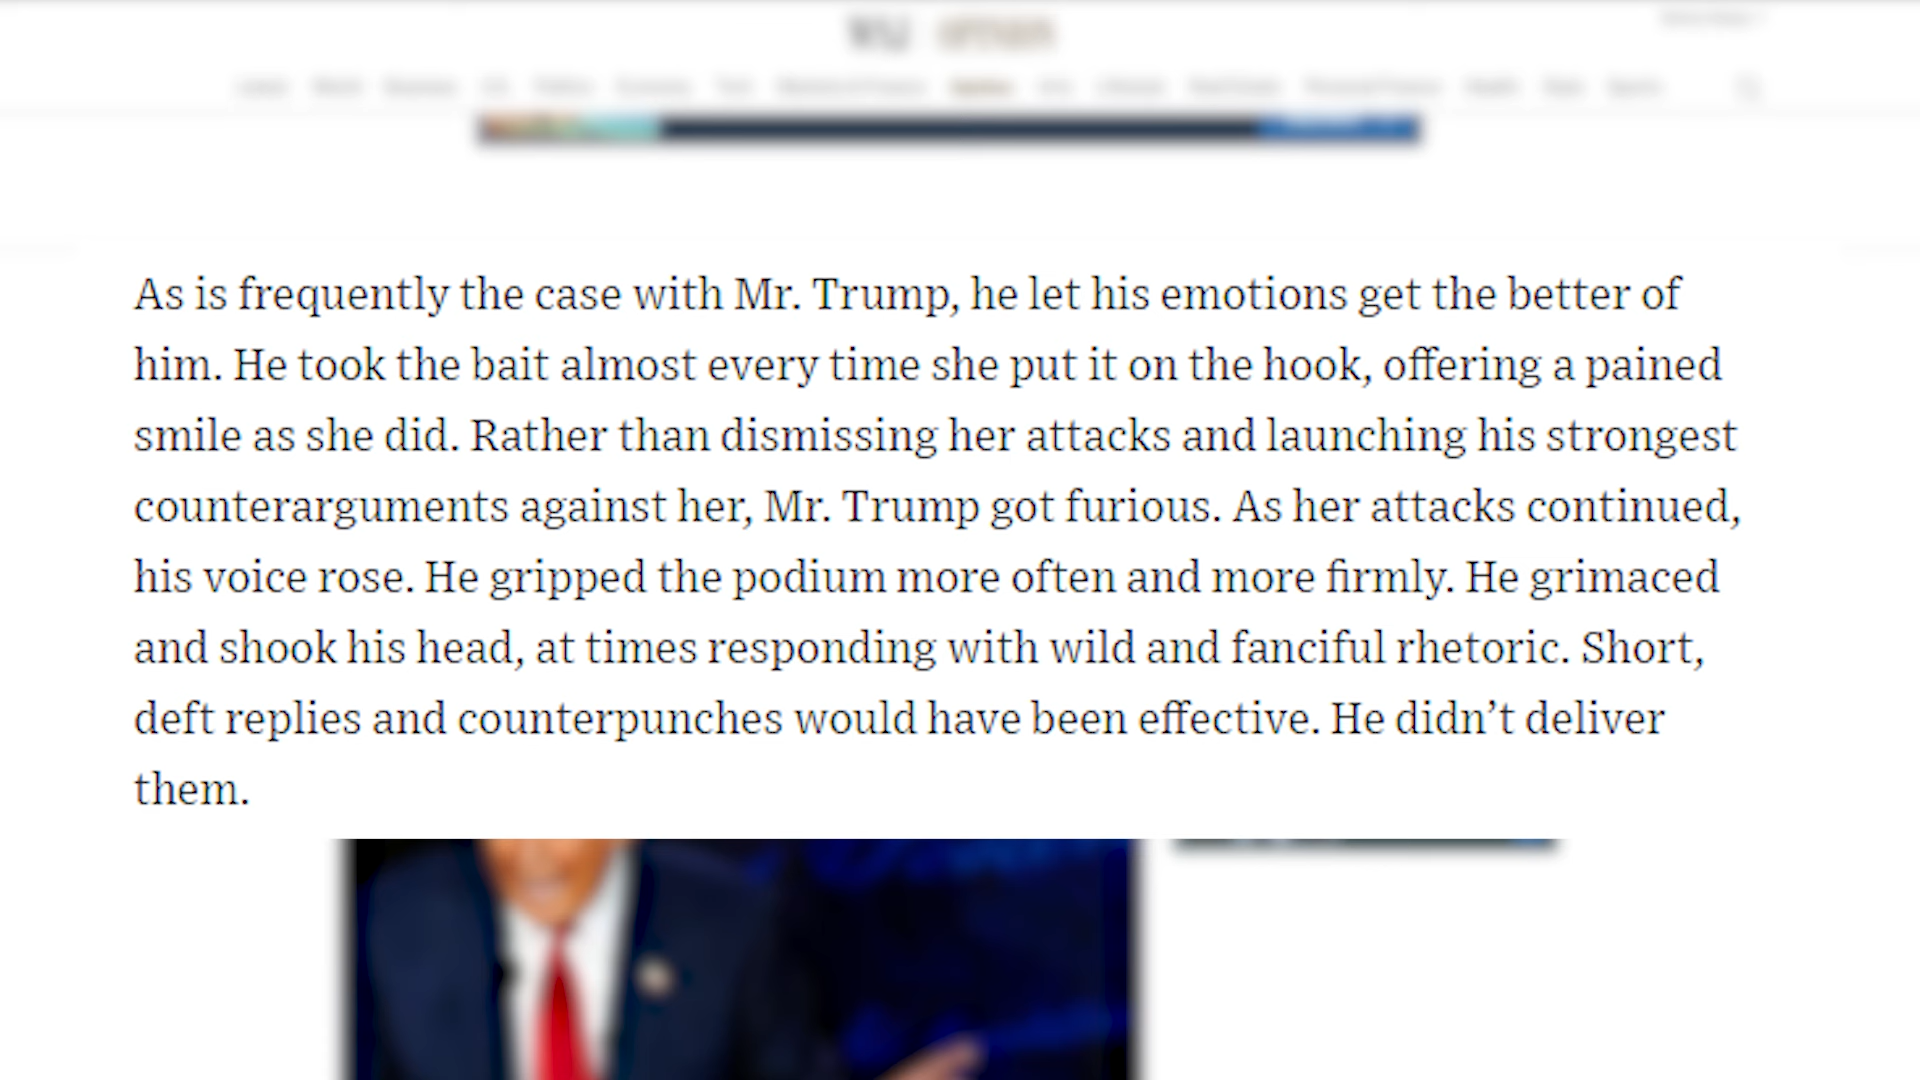 As is frequently the case with Mr. Trump, he let his emotions get the better of
him. He took the bait almost every time she put it on the hook, offering a pained
smile as she did. Rather than dismissing her attacks and launching his strongest
counterarguments against her, Mr. Trump got furious. As her attacks continued,
his voice rose. He gripped the podium more often and more firmly. He grimaced
and shook his head, at times responding with wild and fanciful rhetoric. Short,
deft replies and counterpunches would have been effective. He didn’t deliver
them.